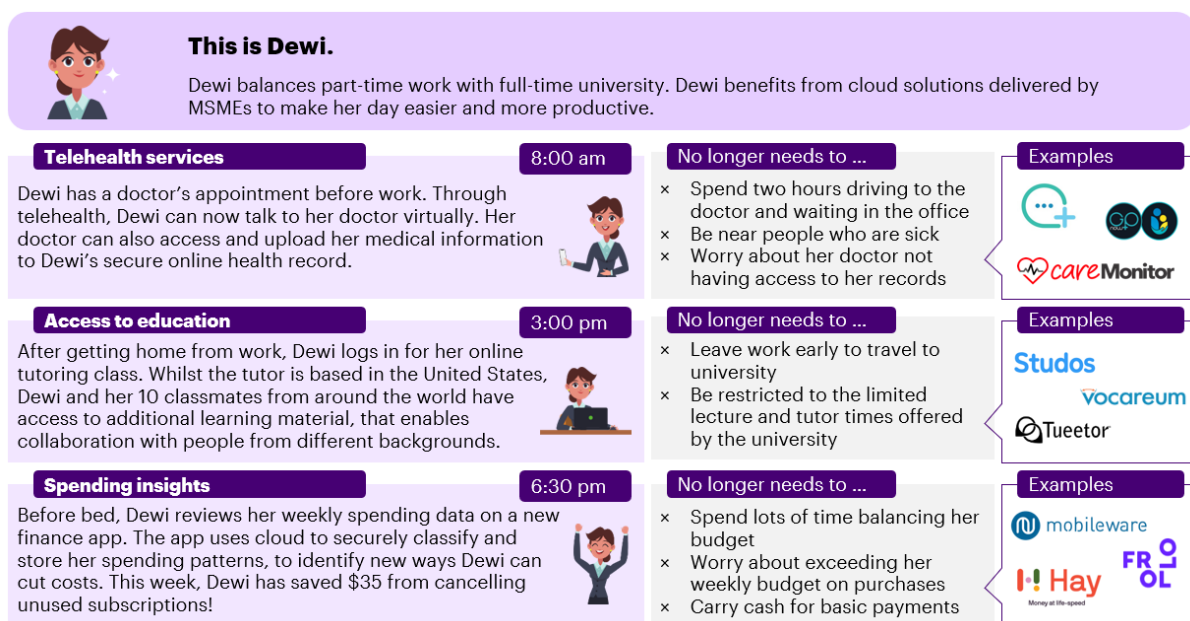 This is Dewi.
Dewi balances part-time work with full-time university. Dewi benefits from cloud solutions delivered by
MSMEs to make her day easier and more productive.
Telehealth services
8:00 am
Dewi has a doctor’s appointment before work. Through
telehealth, Dewi can now talk to her doctor virtually. Her
doctor can also access and upload her medical information
to Dewi’s secure online health record.
No longer needs to ...
× Spend two hours driving to the
doctor and waiting in the office
× Be near people who are sick
× Worry about her doctor not
having access to her records
Examples
GP
careMonitor
Access to education
3:00 pm
After getting home from work, Dewi logs in for her online
tutoring class. Whilst the tutor is based in the United States,
Dewi and her 10 classmates from around the world have
access to additional learning material, that enables
collaboration with people from different backgrounds.
No longer needs to ...
× Leave work early to travel to
university
× Be restricted to the limited
lecture and tutor times offered
by the university
Examples
Studos
vocareum
Tueetor
Spending insights
6:30 pm
Before bed, Dewi reviews her weekly spending data on a new
finance app. The app uses cloud to securely classify and
store her spending patterns, to identify new ways Dewi can
cut costs. This week, Dewi has saved $35 from cancelling
unused subscriptions!
No longer needs to ...
× Spend lots of time balancing her
budget
× Worry about exceeding her
weekly budget on purchases
× Carry cash for basic payments
Examples
mobileware
FROLLO
Hay
Money at life-speed